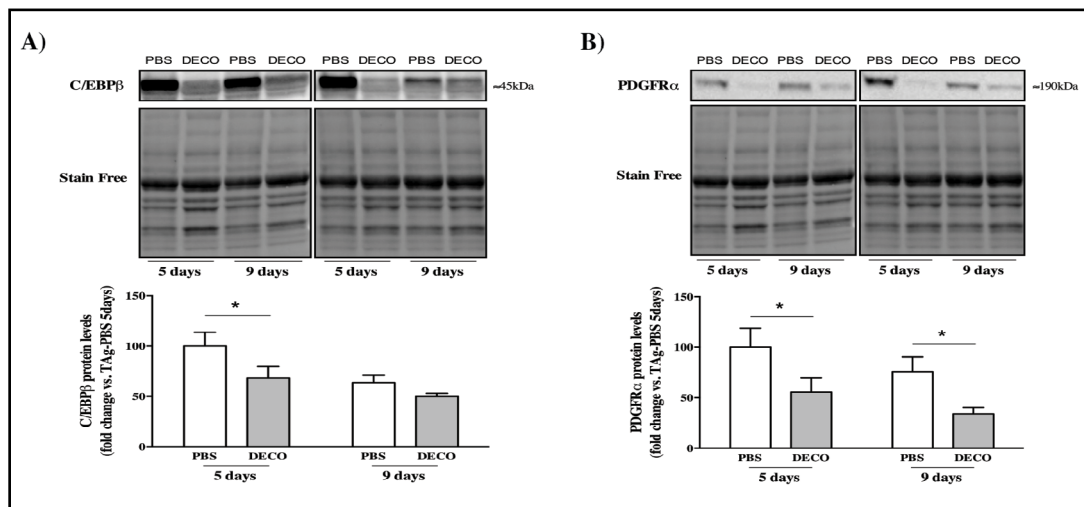 A)
PBS DECO PBS DECO PBS DECO PBS DECO
C/EBPβ
≈45kDa
Stain Free
5 days 9 days 5 days 9 days
C/EBPβ protein levels
(fold change vs. TAg-PBS 5days)
150
100
50
0
*
PBS DECO PBS DECO
5 days 9 days
B)
PBS DECO PBS DECO PBS DECO PBS DECO
PDGFRα
≈190kDa
Stain Free
5 days 9 days 5 days 9 days
PDGFRα protein levels
(fold change vs. TAg-PBS 5days)
150
100
50
0
*
*
PBS DECO PBS DECO
5 days 9 days